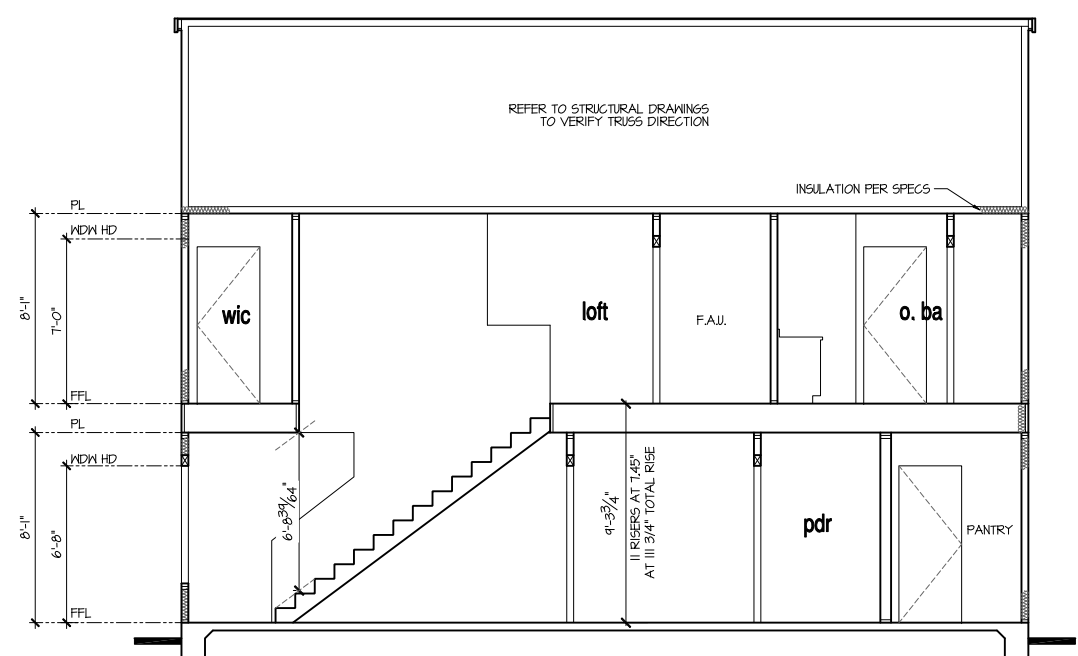 REFER TO STRUCTURAL DRAWINGS
TO VERIFY TRUSS DIRECTION
INSULATION PER SPECS
PL
WDW HD
8'-1"
7'-0"
wic
loft
F.A.U.
o. ba
FFL
PL
WDW HD
8'-1"
6'-8"
6'-8 39/64"
9'-3 3/4"
11 RISERS AT 7.45"
AT 111 3/4" TOTAL RISE
pdr
PANTRY
FFL